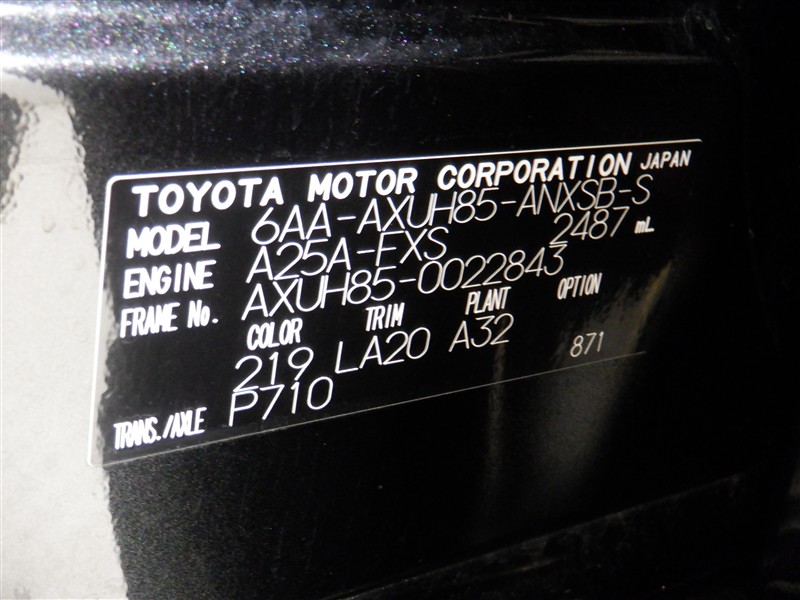 TOYOTA MOTOR CORPORATION JAPAN
MODEL 6AA-AXUH85-ANXSB-S
ENGINE A25A-FXS 2487 mL
FRAME No. AXUH85-0022843
COLOR TRIM PLANT OPTION
219 LA20 A32 871
TRANS./AXLE P710